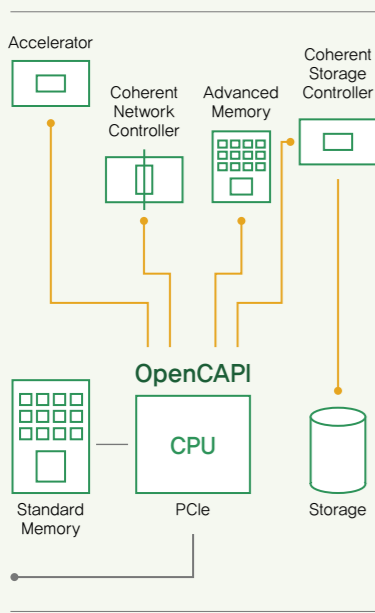 Accelerator
Coherent
Network
Controller
Advanced
Memory
Coherent
Storage
Controller
OpenCAPI
CPU
Standard
Memory
PCIe
Storage